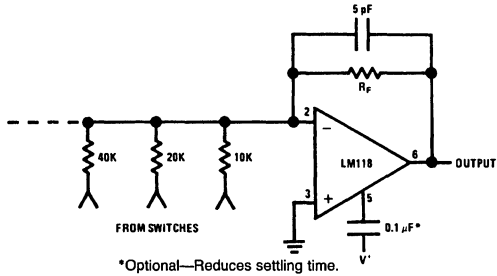 5 pF
RF
2
−
40K
20K
10K
LM118
6
OUTPUT
3
+
5
FROM SWITCHES
0.1 μF*
V'
*Optional—Reduces settling time.